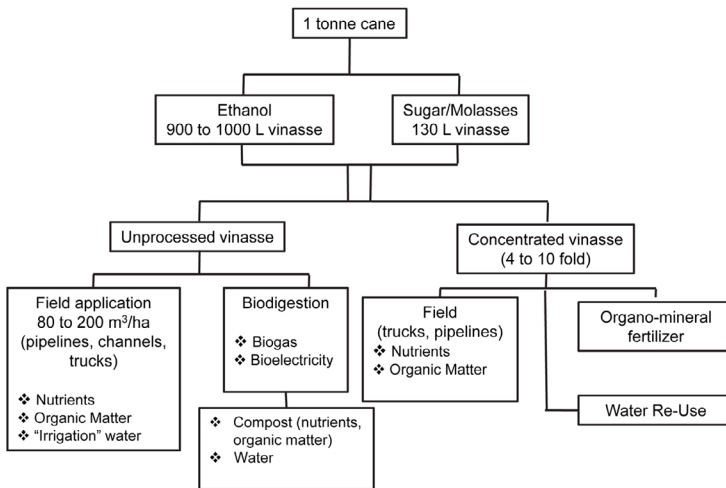 1 tonne cane
Ethanol
900 to 1000 L vinasse
Sugar/Molasses
130 L vinasse
Unprocessed vinasse
Concentrated vinasse
(4 to 10 fold)
Field application
80 to 200 m³/ha
(pipelines, channels,
trucks)
❖ Nutrients
❖ Organic Matter
❖ “Irrigation” water
Biodigestion
❖ Biogas
❖ Bioelectricity
Field
(trucks, pipelines)
❖ Nutrients
❖ Organic Matter
Organo-mineral
fertilizer
❖ Compost (nutrients,
organic matter)
❖ Water
Water Re-Use